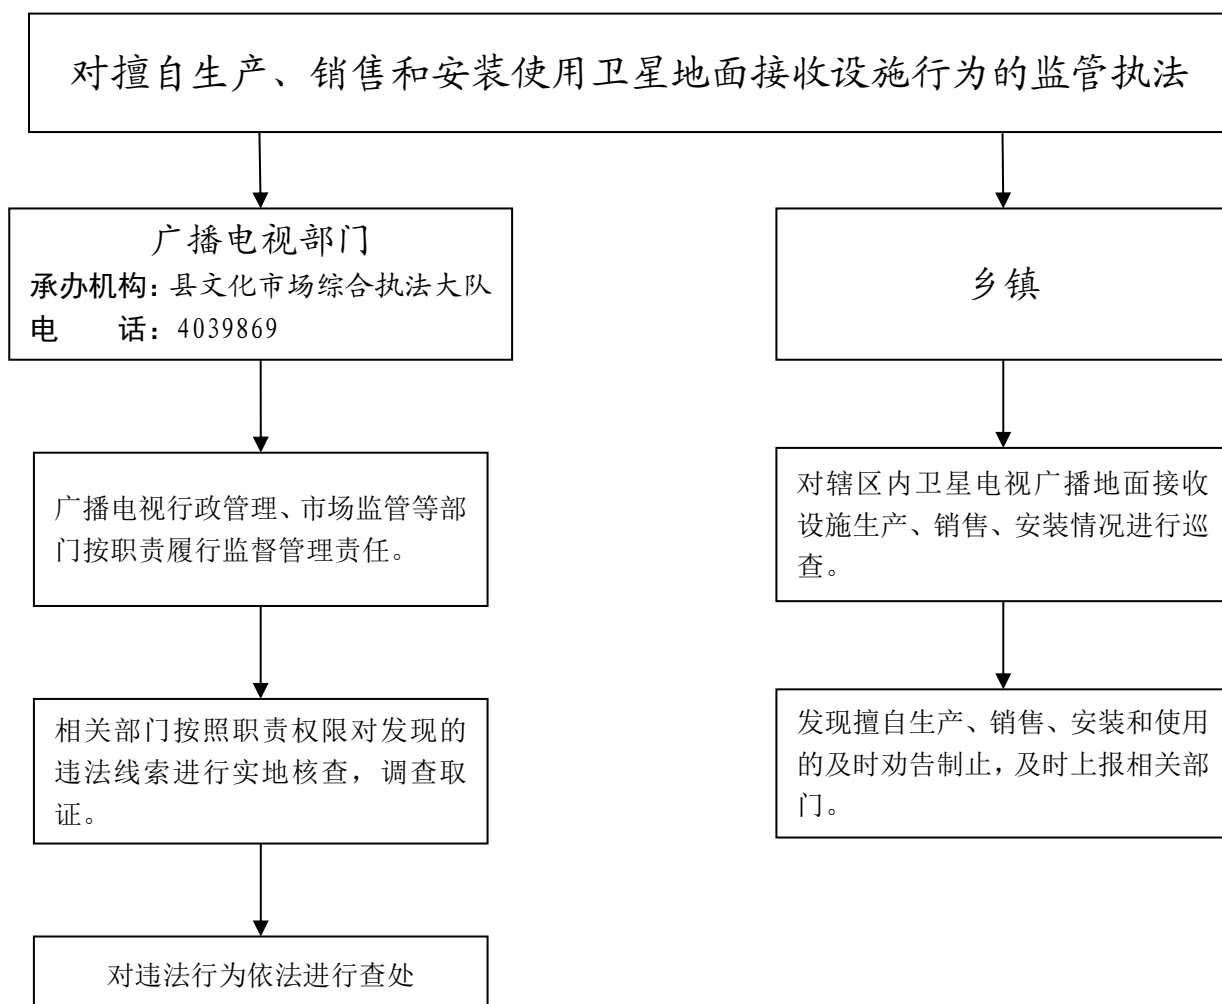 对擅自生产、销售和安装使用卫星地面接收设施行为的监管执法
广播电视部门
承办机构：县文化市场综合执法大队
电　　话：4039869
广播电视行政管理、市场监管等部
门按职责履行监督管理责任。
相关部门按照职责权限对发现的
违法线索进行实地核查，调查取
证。
对违法行为依法进行查处
乡镇
对辖区内卫星电视广播地面接收
设施生产、销售、安装情况进行巡
查。
发现擅自生产、销售、安装和使用
的及时劝告制止，及时上报相关部
门。